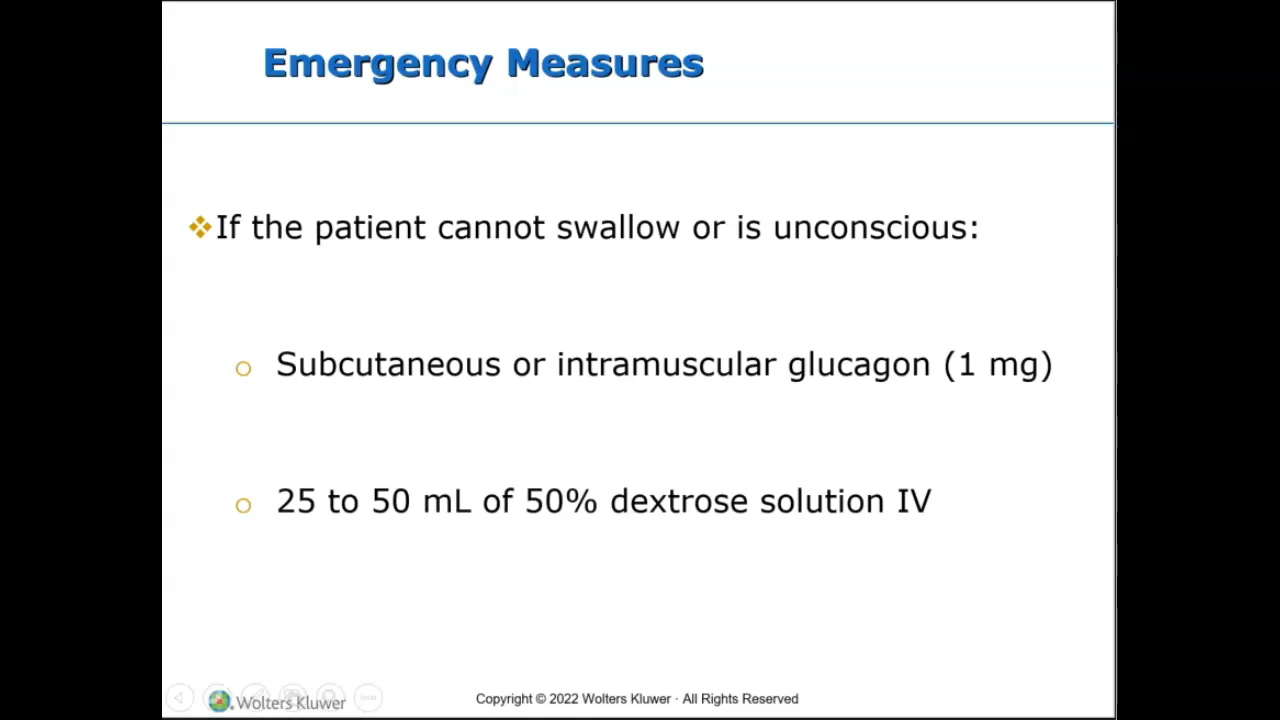 Emergency Measures
❖If the patient cannot swallow or is unconscious:
o Subcutaneous or intramuscular glucagon (1 mg)
o 25 to 50 mL of 50% dextrose solution IV
Wolters Kluwer
Copyright © 2022 Wolters Kluwer · All Rights Reserved